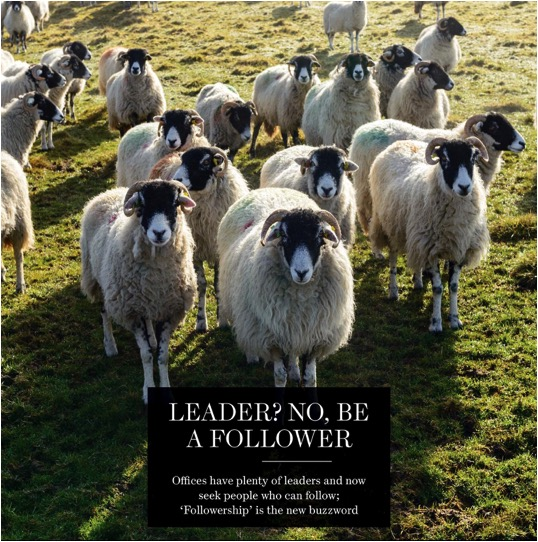 LEADER? NO, BE
A FOLLOWER
Offices have plenty of leaders and now
seek people who can follow;
‘Followership’ is the new buzzword